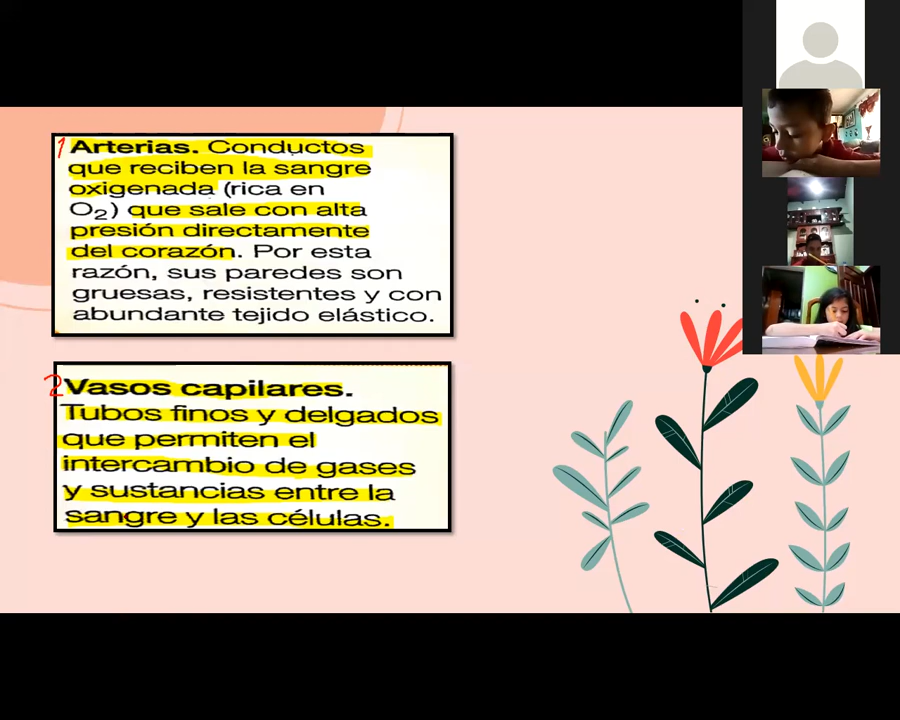 1 Arterias. Conductos
que reciben la sangre
oxigenada (rica en
O₂) que sale con alta
presión directamente
del corazón. Por esta
razón, sus paredes son
gruesas, resistentes y con
abundante tejido elástico.
2 Vasos capilares.
Tubos finos y delgados
que permiten el
intercambio de gases
y sustancias entre la
sangre y las células.